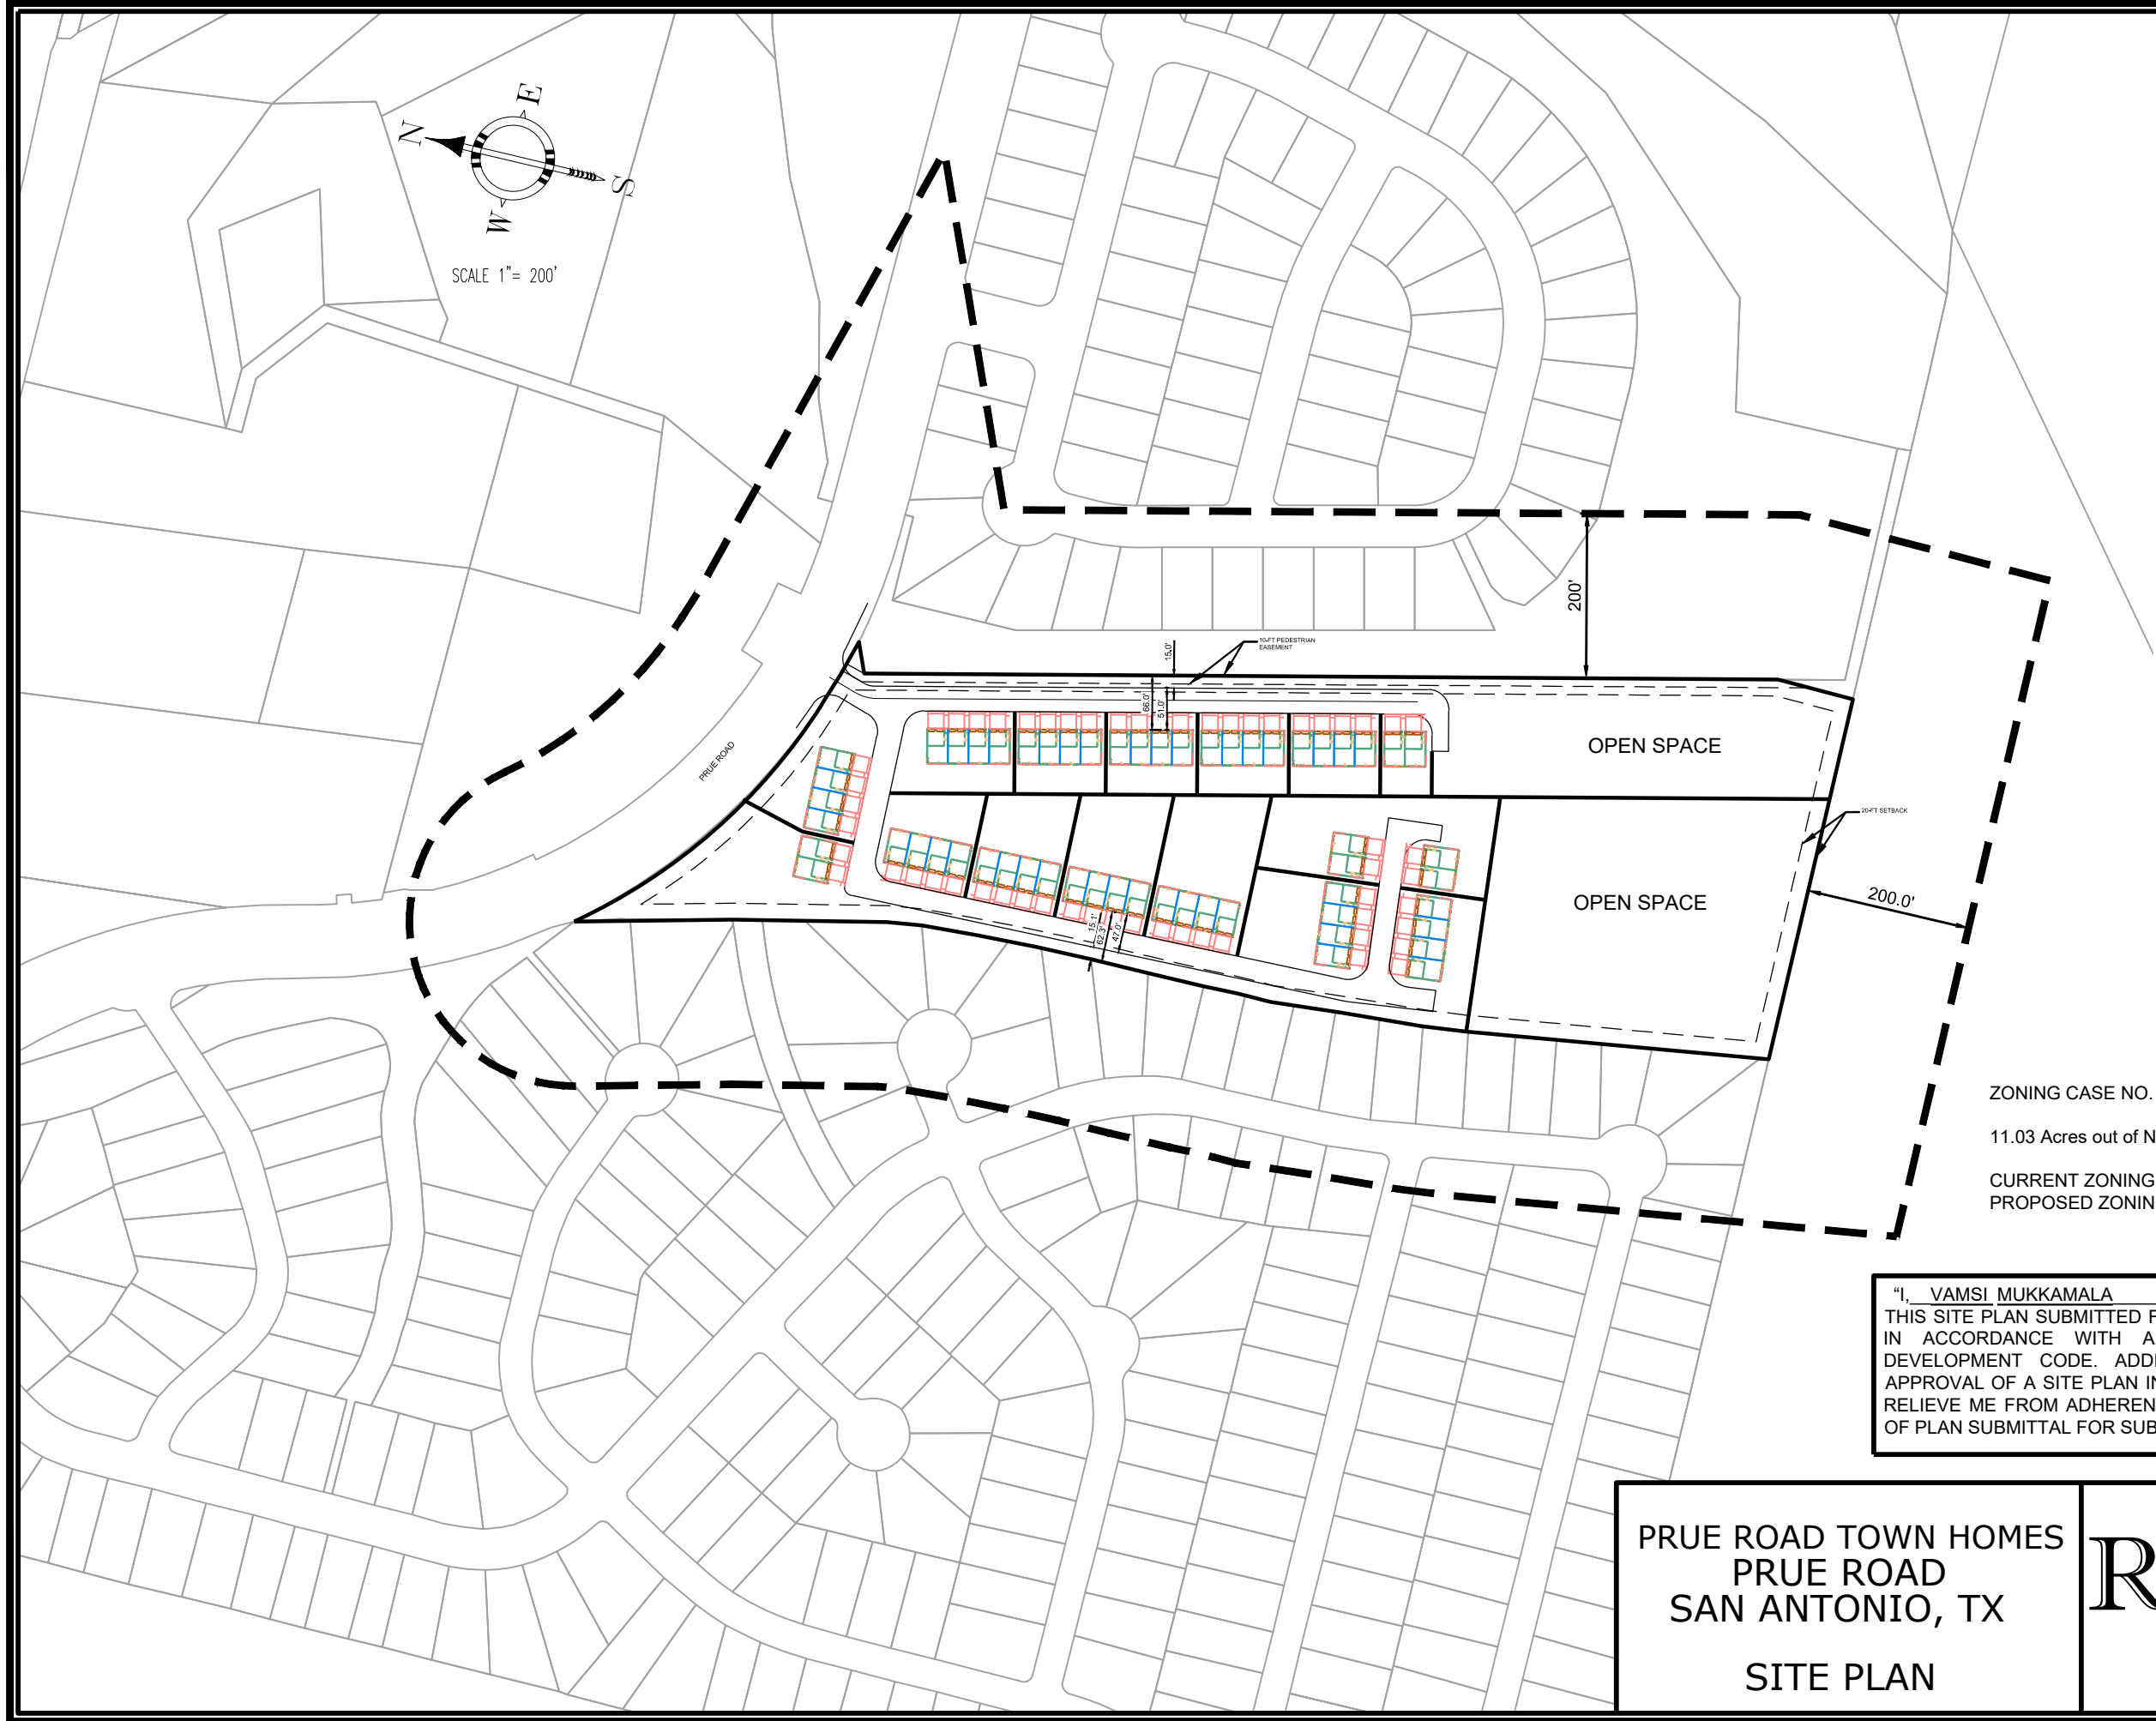 N
E
W
S
SCALE 1"= 200'
200'
15.0'
10-FT PEDESTRIAN
EASEMENT
66.0'
51.0'
PRUE ROAD
OPEN SPACE
20-FT SETBACK
OPEN SPACE
200.0'
15.1'
62.3'
47.0'
ZONING CASE NO.
11.03 Acres out of N
CURRENT ZONING
PROPOSED ZONIN
“I,__VAMSI MUKKAMALA
THIS SITE PLAN SUBMITTED F
IN ACCORDANCE WITH A
DEVELOPMENT CODE. ADD
APPROVAL OF A SITE PLAN IN
RELIEVE ME FROM ADHEREN
OF PLAN SUBMITTAL FOR SUB
PRUE ROAD TOWN HOMES
PRUE ROAD
SAN ANTONIO, TX
SITE PLAN
R